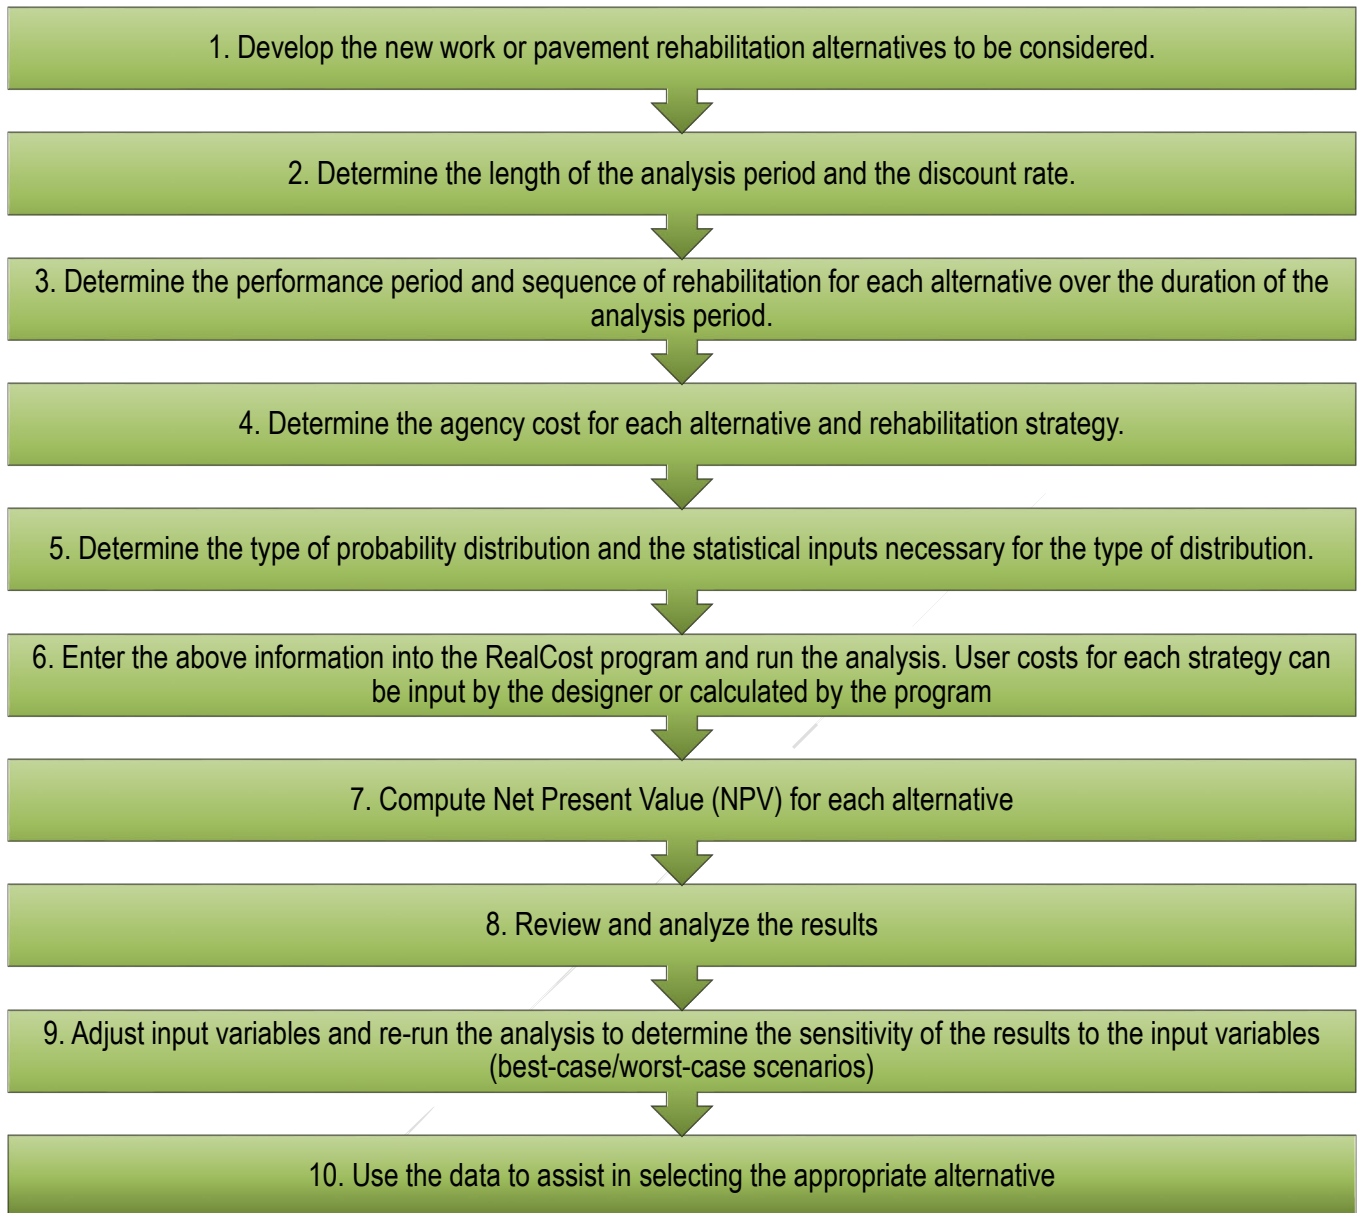 1. Develop the new work or pavement rehabilitation alternatives to be considered.
2. Determine the length of the analysis period and the discount rate.
3. Determine the performance period and sequence of rehabilitation for each alternative over the duration of the
analysis period.
4. Determine the agency cost for each alternative and rehabilitation strategy.
5. Determine the type of probability distribution and the statistical inputs necessary for the type of distribution.
6. Enter the above information into the RealCost program and run the analysis. User costs for each strategy can
be input by the designer or calculated by the program
7. Compute Net Present Value (NPV) for each alternative
8. Review and analyze the results
9. Adjust input variables and re-run the analysis to determine the sensitivity of the results to the input variables
(best-case/worst-case scenarios)
10. Use the data to assist in selecting the appropriate alternative